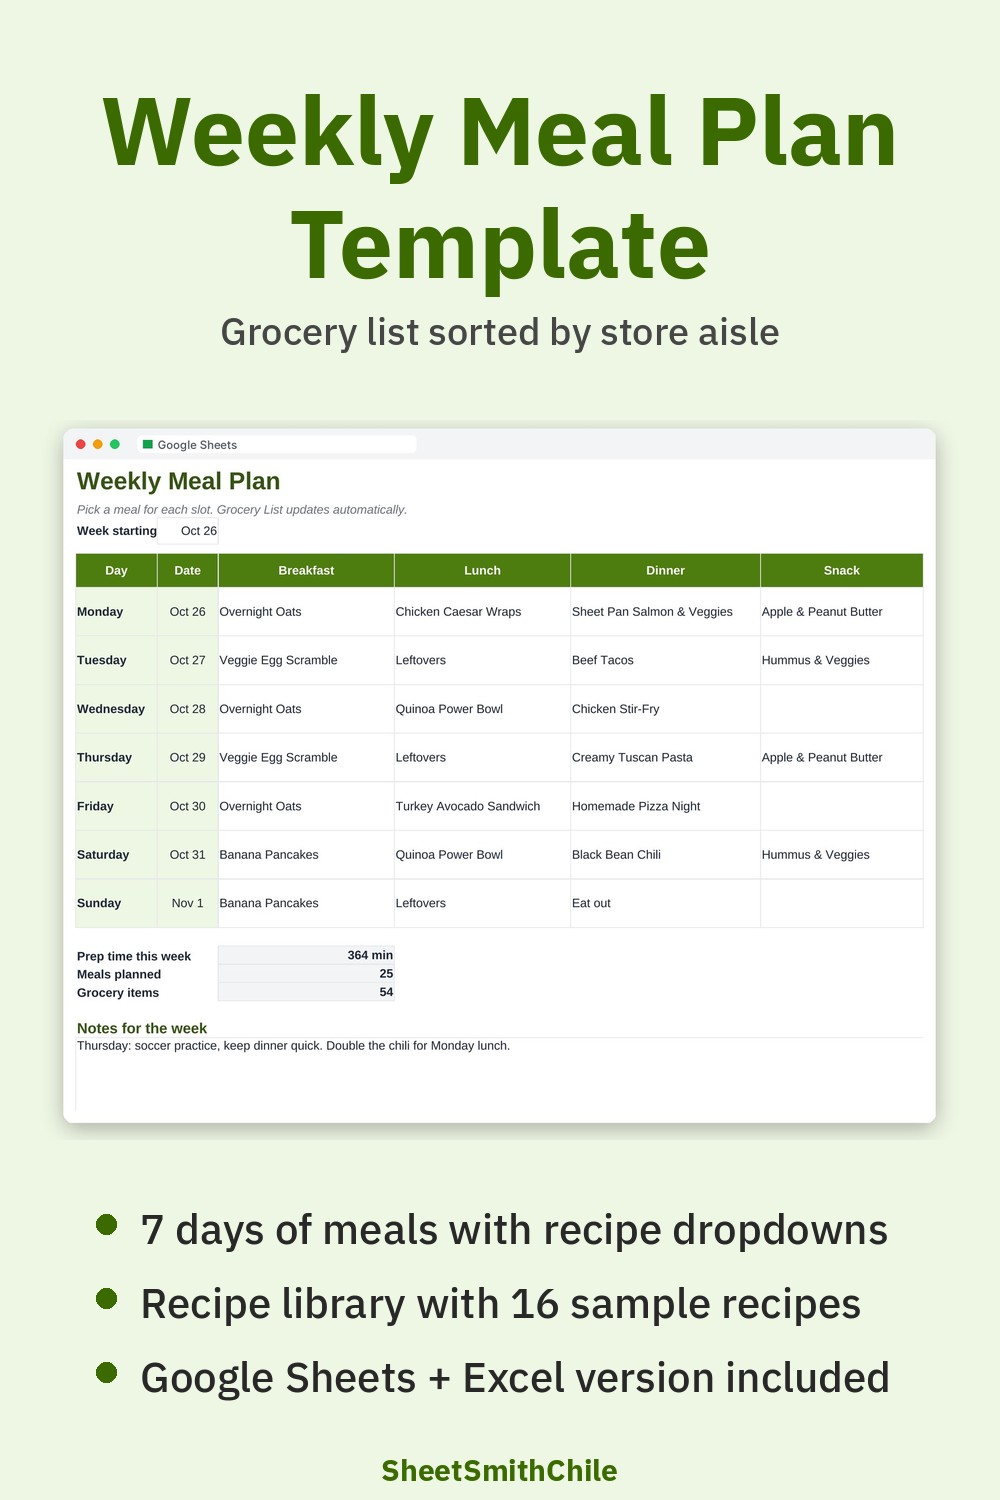 Weekly Meal Plan
Template
Grocery list sorted by store aisle
Google Sheets
Weekly Meal Plan
Pick a meal for each slot. Grocery List updates automatically.
Week starting Oct 26
Day Date Breakfast Lunch Dinner Snack
Monday Oct 26 Overnight Oats Chicken Caesar Wraps Sheet Pan Salmon & Veggies Apple & Peanut Butter
Tuesday Oct 27 Veggie Egg Scramble Leftovers Beef Tacos Hummus & Veggies
Wednesday Oct 28 Overnight Oats Quinoa Power Bowl Chicken Stir-Fry
Thursday Oct 29 Veggie Egg Scramble Leftovers Creamy Tuscan Pasta Apple & Peanut Butter
Friday Oct 30 Overnight Oats Turkey Avocado Sandwich Homemade Pizza Night
Saturday Oct 31 Banana Pancakes Quinoa Power Bowl Black Bean Chili Hummus & Veggies
Sunday Nov 1 Banana Pancakes Leftovers Eat out
Prep time this week 364 min
Meals planned 25
Grocery items 54
Notes for the week
Thursday: soccer practice, keep dinner quick. Double the chili for Monday lunch.
7 days of meals with recipe dropdowns
Recipe library with 16 sample recipes
Google Sheets + Excel version included
SheetSmithChile